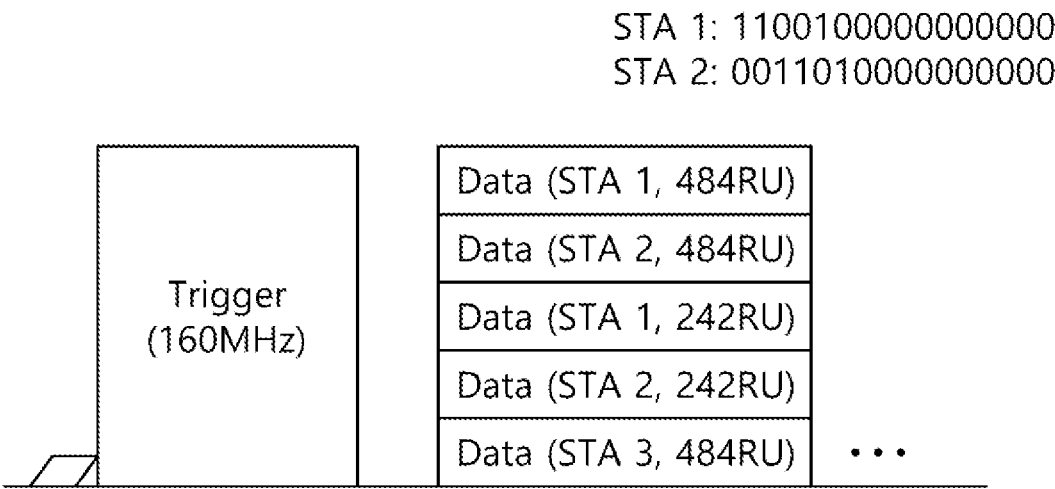 STA 1: 1100100000000000
STA 2: 0011010000000000
Trigger
(160MHz)
Data (STA 1, 484RU)
Data (STA 2, 484RU)
Data (STA 1, 242RU)
Data (STA 2, 242RU)
Data (STA 3, 484RU)
...